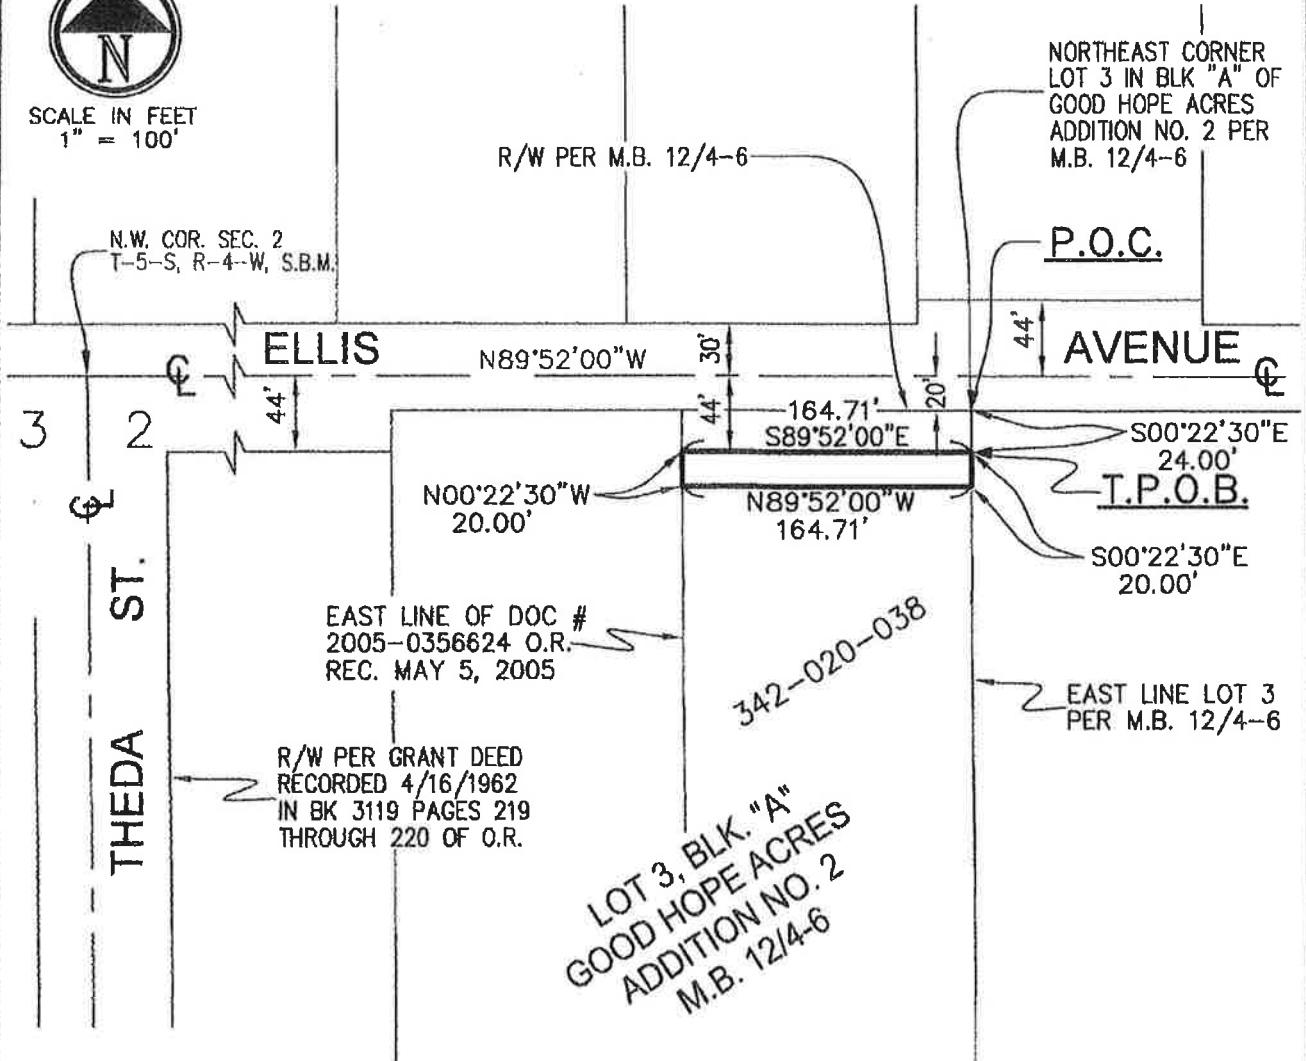 N
SCALE IN FEET
1" = 100'
NORTHEAST CORNER
LOT 3 IN BLK "A" OF
GOOD HOPE ACRES
ADDITION NO. 2 PER
M.B. 12/4-6
R/W PER M.B. 12/4-6
N.W. COR. SEC. 2
T-5-S, R-4-W, S.B.M.
P.O.C.
ELLIS
AVENUE
N89°52'00"W
30'
44'
20'
44'
44'
CL
CL
3
2
164.71'
S89°52'00"E
S00°22'30"E
24.00'
T.P.O.B.
N00°22'30"W
20.00'
N89°52'00"W
164.71'
S00°22'30"E
20.00'
CL
THEDA ST.
EAST LINE OF DOC #
2005-0356624 O.R.
REC. MAY 5, 2005
342-020-038
EAST LINE LOT 3
PER M.B. 12/4-6
R/W PER GRANT DEED
RECORDED 4/16/1962
IN BK 3119 PAGES 219
THROUGH 220 OF O.R.
LOT 3, BLK. "A"
GOOD HOPE ACRES
ADDITION NO. 2
M.B. 12/4-6